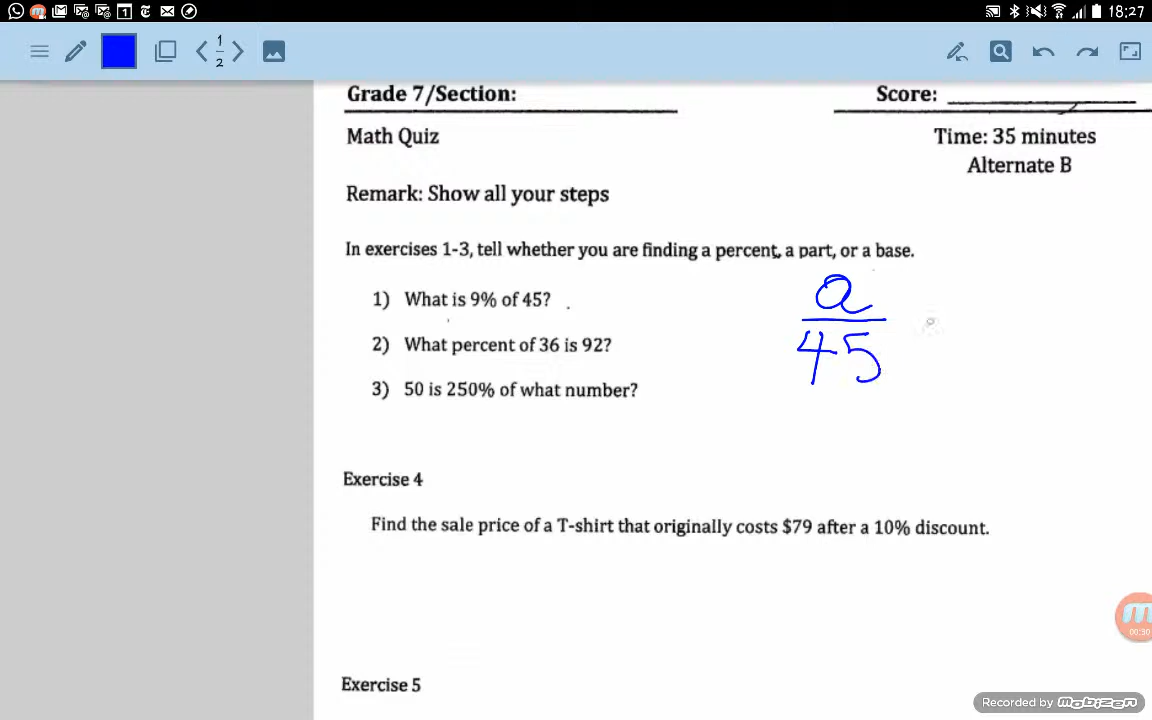 18:27
1
2
Grade 7/Section:
Score:
Math Quiz
Time: 35 minutes
Alternate B
Remark: Show all your steps
In exercises 1-3, tell whether you are finding a percent, a part, or a base.
1) What is 9% of 45?
a
45
2) What percent of 36 is 92?
3) 50 is 250% of what number?
Exercise 4
Find the sale price of a T-shirt that originally costs $79 after a 10% discount.
00:30
Exercise 5
Recorded by mobizen